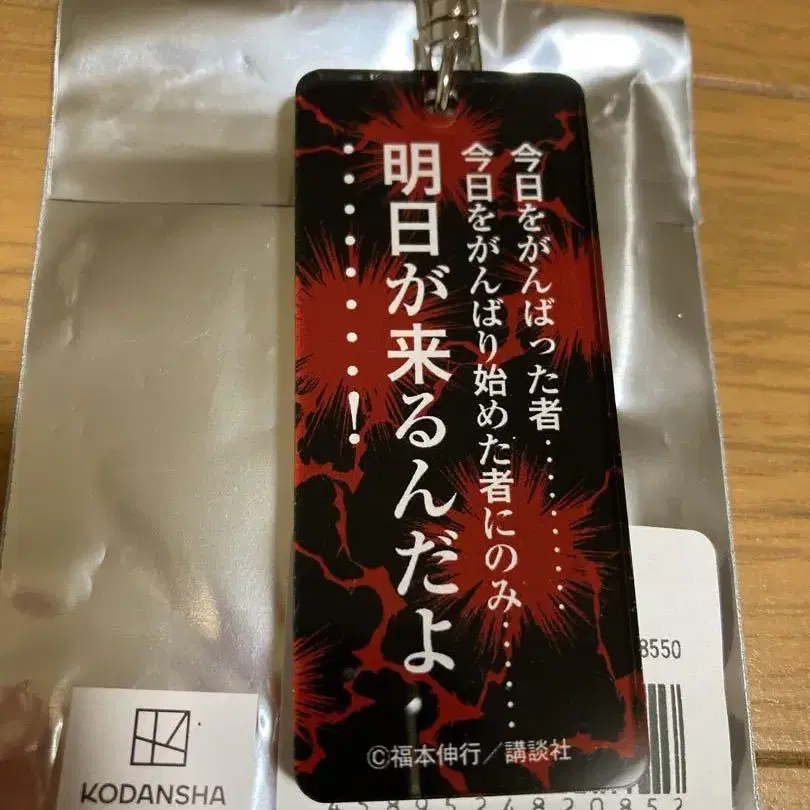 今日をがんばった者………
今日をがんばり始めた者にのみ………
明日が来るんだよ
………！
©福本伸行／講談社
KODANSHA
8550